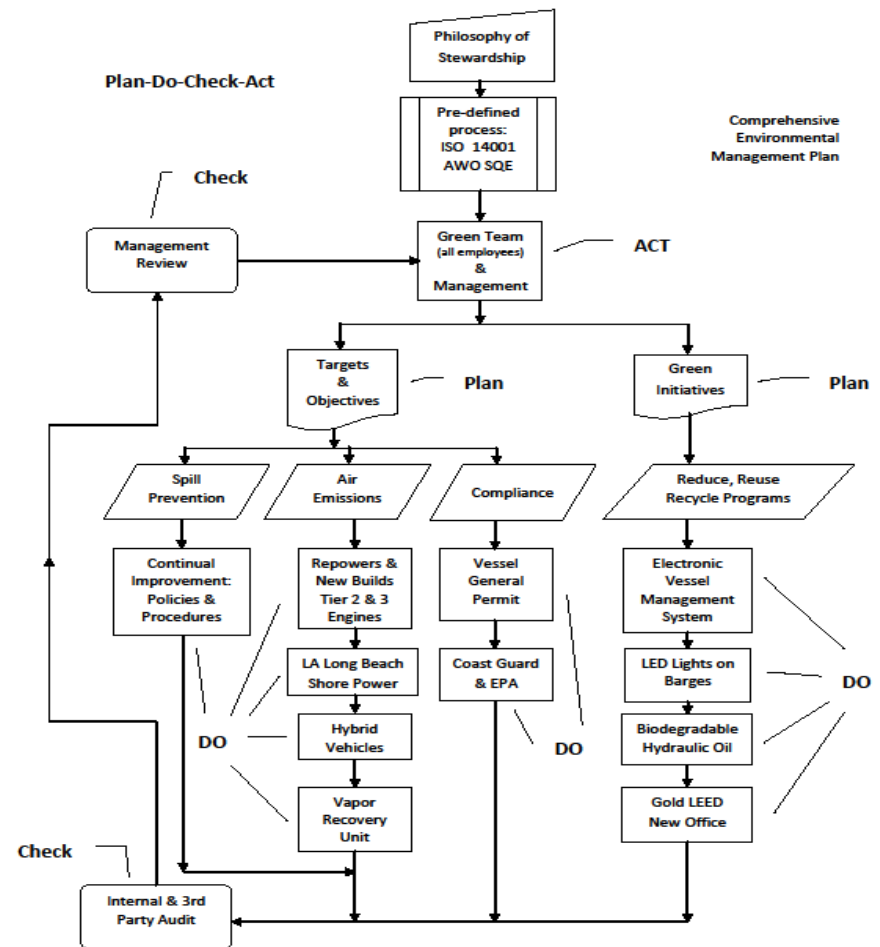 Philosophy of
Stewardship
Plan-Do-Check-Act
Pre-defined
process:
ISO 14001
AWO SQE
Comprehensive
Environmental
Management Plan
Check
Management
Review
Green Team
(all employees)
&
Management
ACT
Targets
&
Objectives
Plan
Green
Initiatives
Plan
Spill
Prevention
Air
Emissions
Compliance
Reduce, Reuse
Recycle Programs
Continual
Improvement:
Policies &
Procedures
Repowers &
New Builds
Tier 2 & 3
Engines
Vessel
General
Permit
Electronic
Vessel
Management
System
LA Long Beach
Shore Power
Coast Guard
& EPA
LED Lights on
Barges
DO
DO
Hybrid
Vehicles
DO
Biodegradable
Hydraulic Oil
Vapor
Recovery
Unit
Gold LEED
New Office
Check
Internal & 3rd
Party Audit